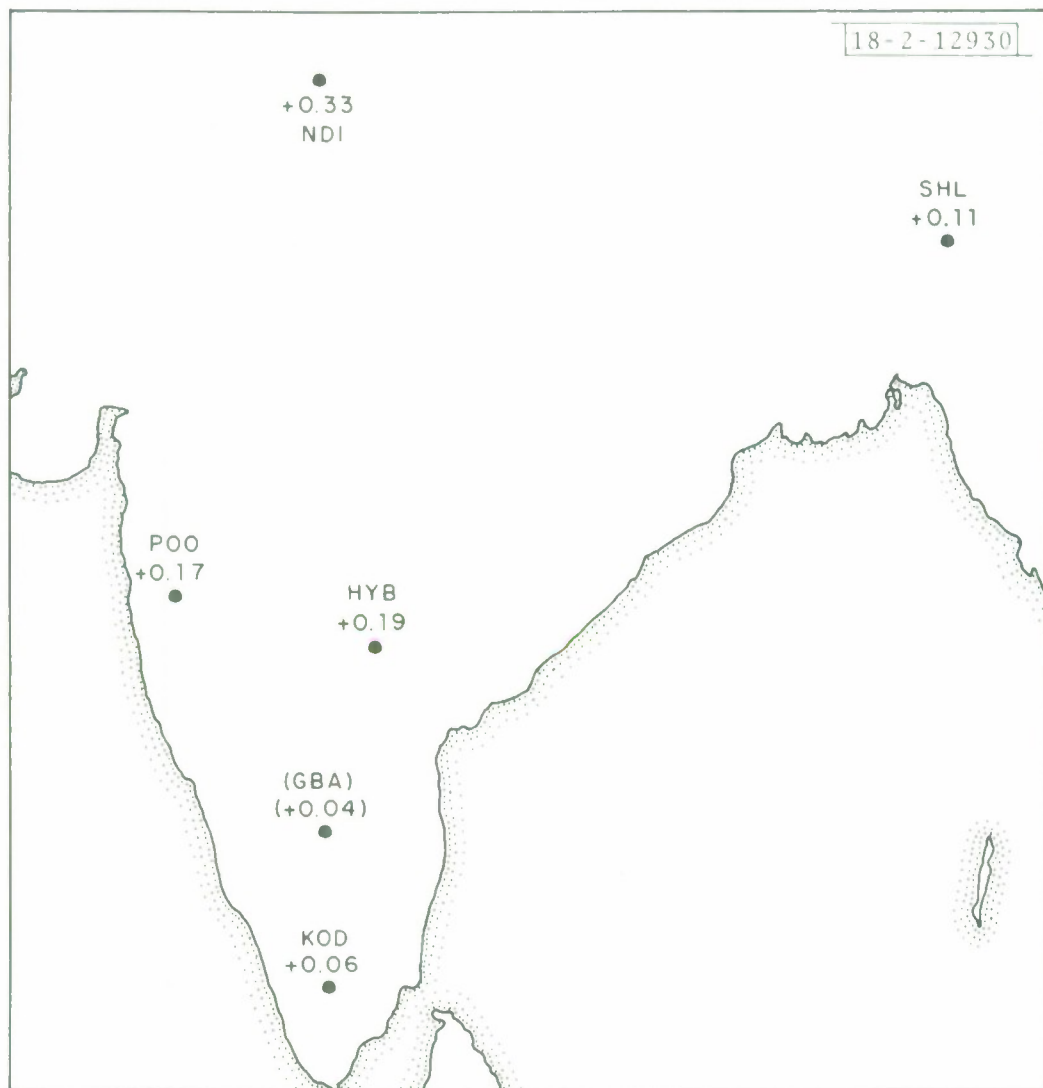 18-2-12930
+0.33
NDI
SHL
+0.11
POO
+0.17
HYB
+0.19
(GBA)
(+0.04)
KOD
+0.06